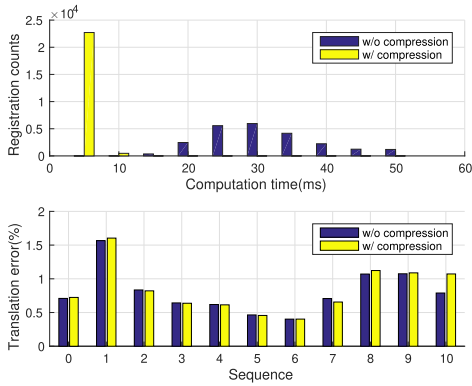 ×10⁴
2.5
2
1.5
1
0.5
0
Registration counts
w/o compression
w/ compression
0 10 20 30 40 50 60
Computation time(ms)
2
1.5
1
0.5
0
Translation error(%)
w/o compression
w/ compression
0 1 2 3 4 5 6 7 8 9 10
Sequence